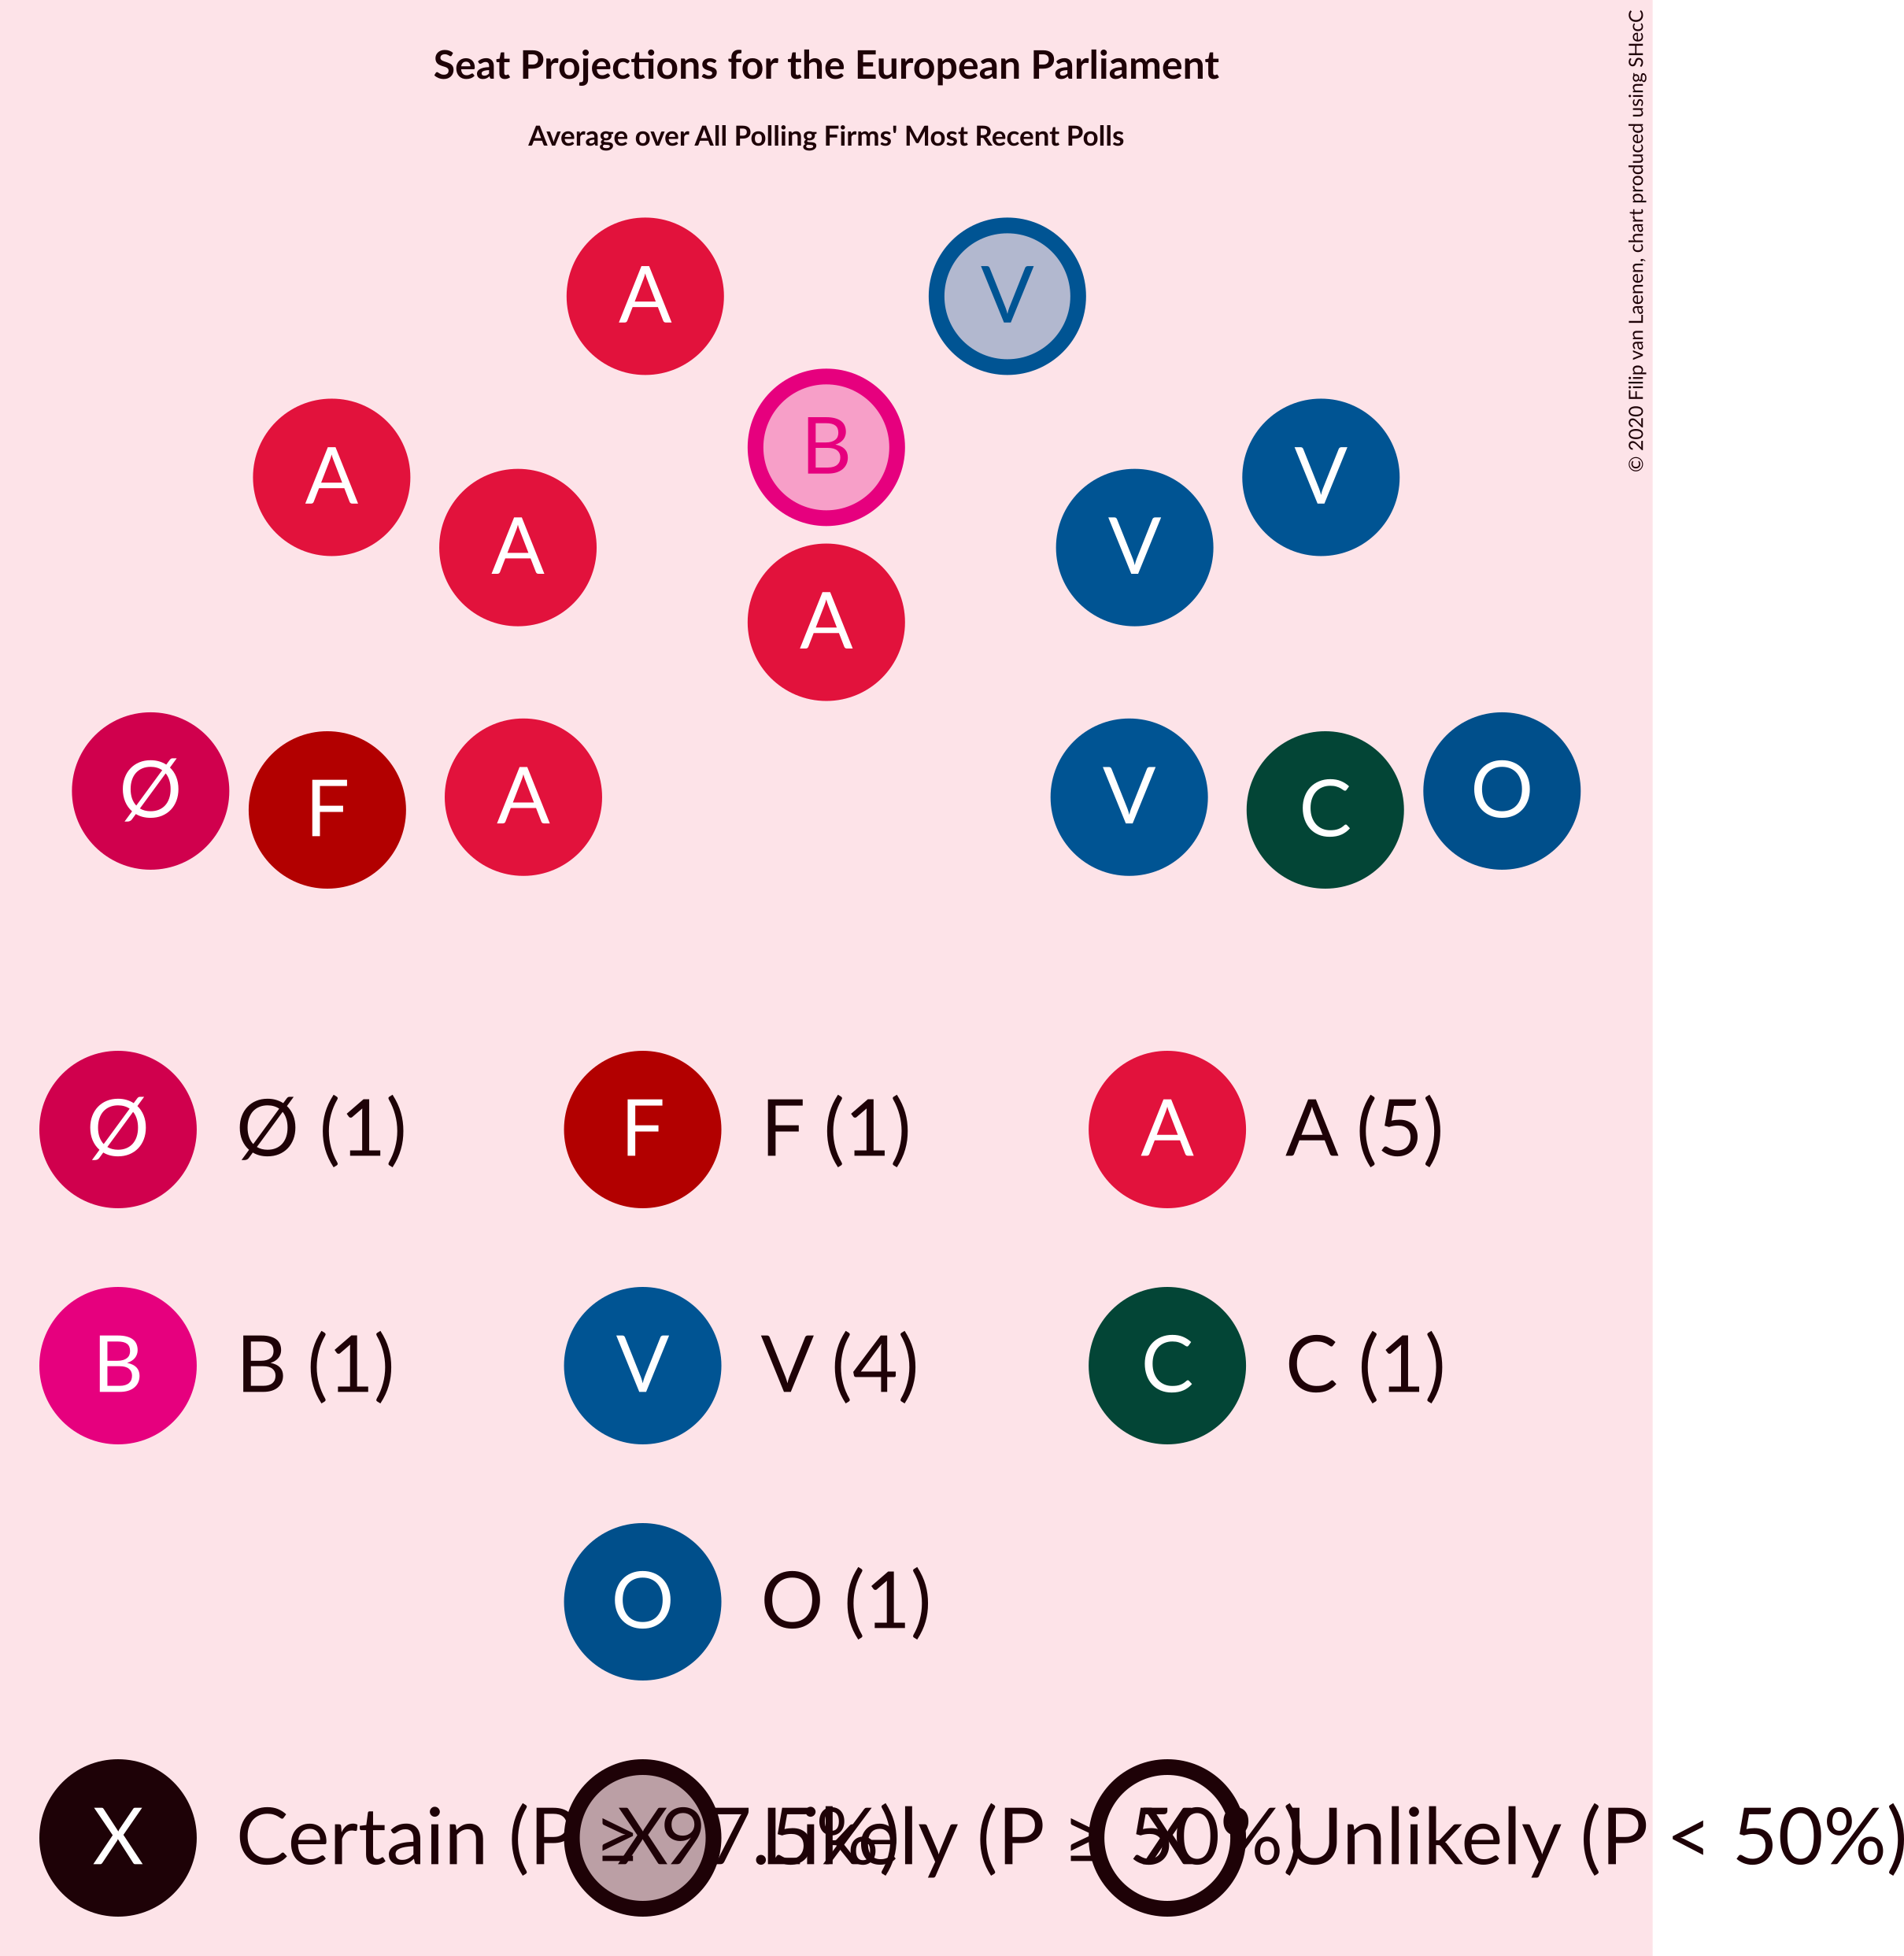 Seat Projections for the European Parliament
Average over All Polling Firms' Most Recent Polls
© 2020 Filip van Laenen, chart produced using SHecC
A V
B
A V
A V
A
Ø O
A V
F C
Ø Ø (1) F F (1) A A (5)
B B (1) V V (4) C C (1)
O O (1)
X Certain (P ≥ 97.5%) X Likely (P ≥ 50%) X Unlikely (P < 50%)